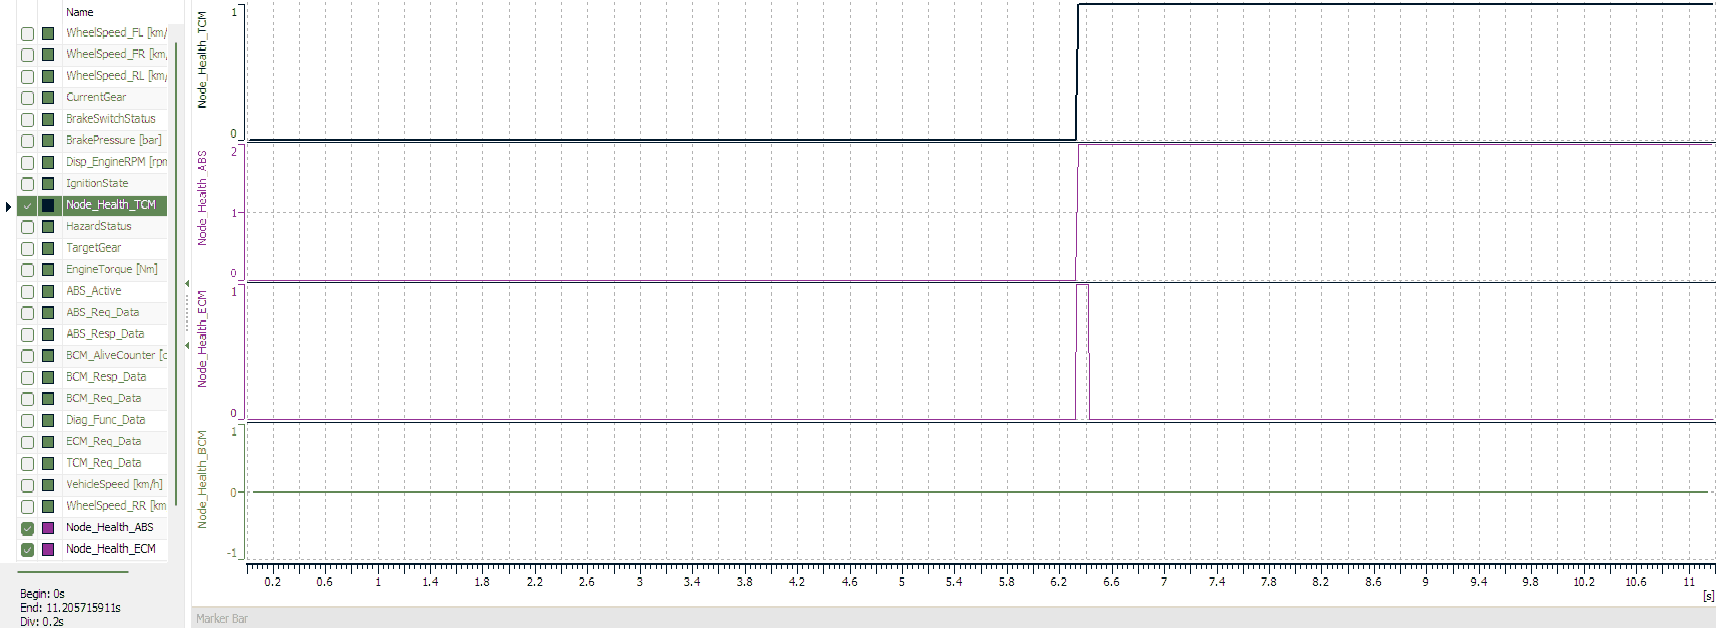 Name
WheelSpeed_FL [km/
WheelSpeed_FR [km/
WheelSpeed_RL [km/
CurrentGear
BrakeSwitchStatus
BrakePressure [bar]
Disp_EngineRPM [rpm
IgnitionState
Node_Health_TCM
HazardStatus
TargetGear
EngineTorque [Nm]
ABS_Active
ABS_Req_Data
ABS_Resp_Data
BCM_AliveCounter [c
BCM_Resp_Data
BCM_Req_Data
Diag_Func_Data
ECM_Req_Data
TCM_Req_Data
VehicleSpeed [km/h]
WheelSpeed_RR [km
Node_Health_ABS
Node_Health_ECM
Begin: 0s
End: 11.205715911s
Div: 0.2s
Node_Health_TCM
1
0
Node_Health_ABS
2
1
0
Node_Health_ECM
1
0
Node_Health_BCM
1
0
-1
0.2 0.6 1 1.4 1.8 2.2 2.6 3 3.4 3.8 4.2 4.6 5 5.4 5.8 6.2 6.6 7 7.4 7.8 8.2 8.6 9 9.4 9.8 10.2 10.6 11
[s]
Marker Bar